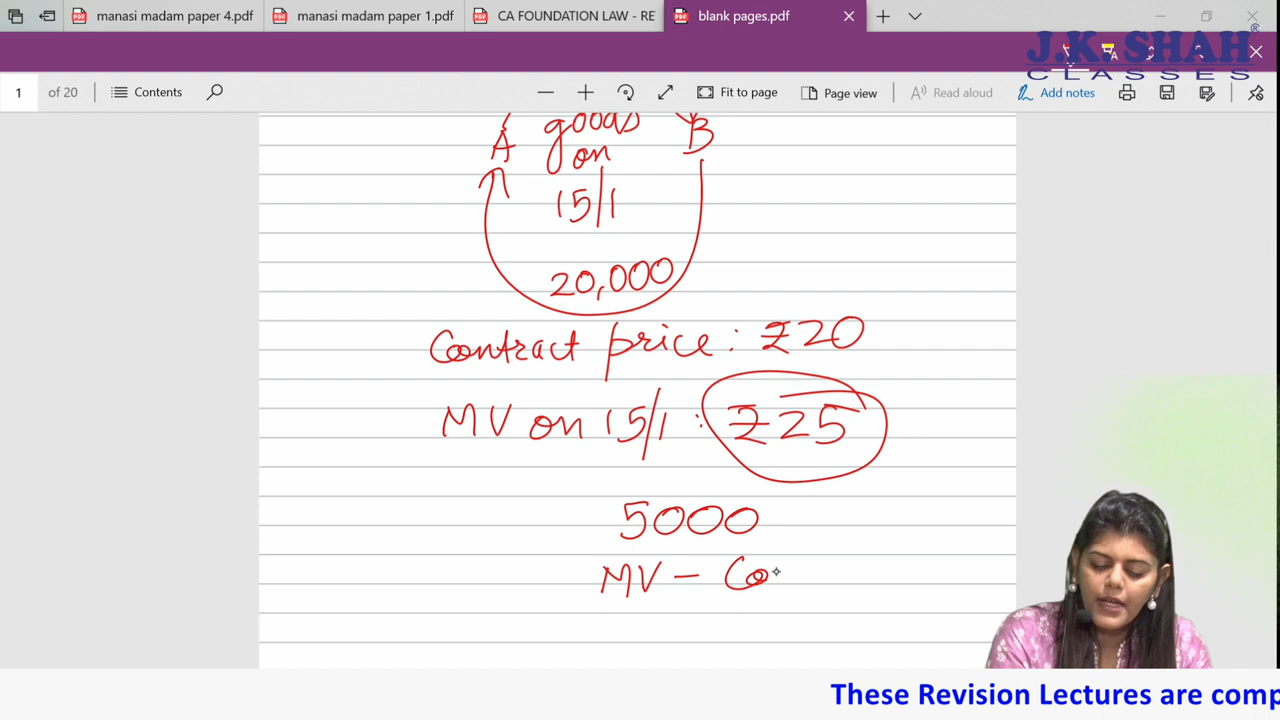 manasi madam paper 4.pdf
manasi madam paper 1.pdf
CA FOUNDATION LAW - RE
blank pages.pdf
J.K. SHAH®
CLASSES
1 of 20
Contents
Fit to page
Page view
Read aloud
Add notes
A goods B
on
15/1
20,000
Contract price : ₹20
MV on 15/1 : ₹25
5000
MV - Co
These Revision Lectures are comp